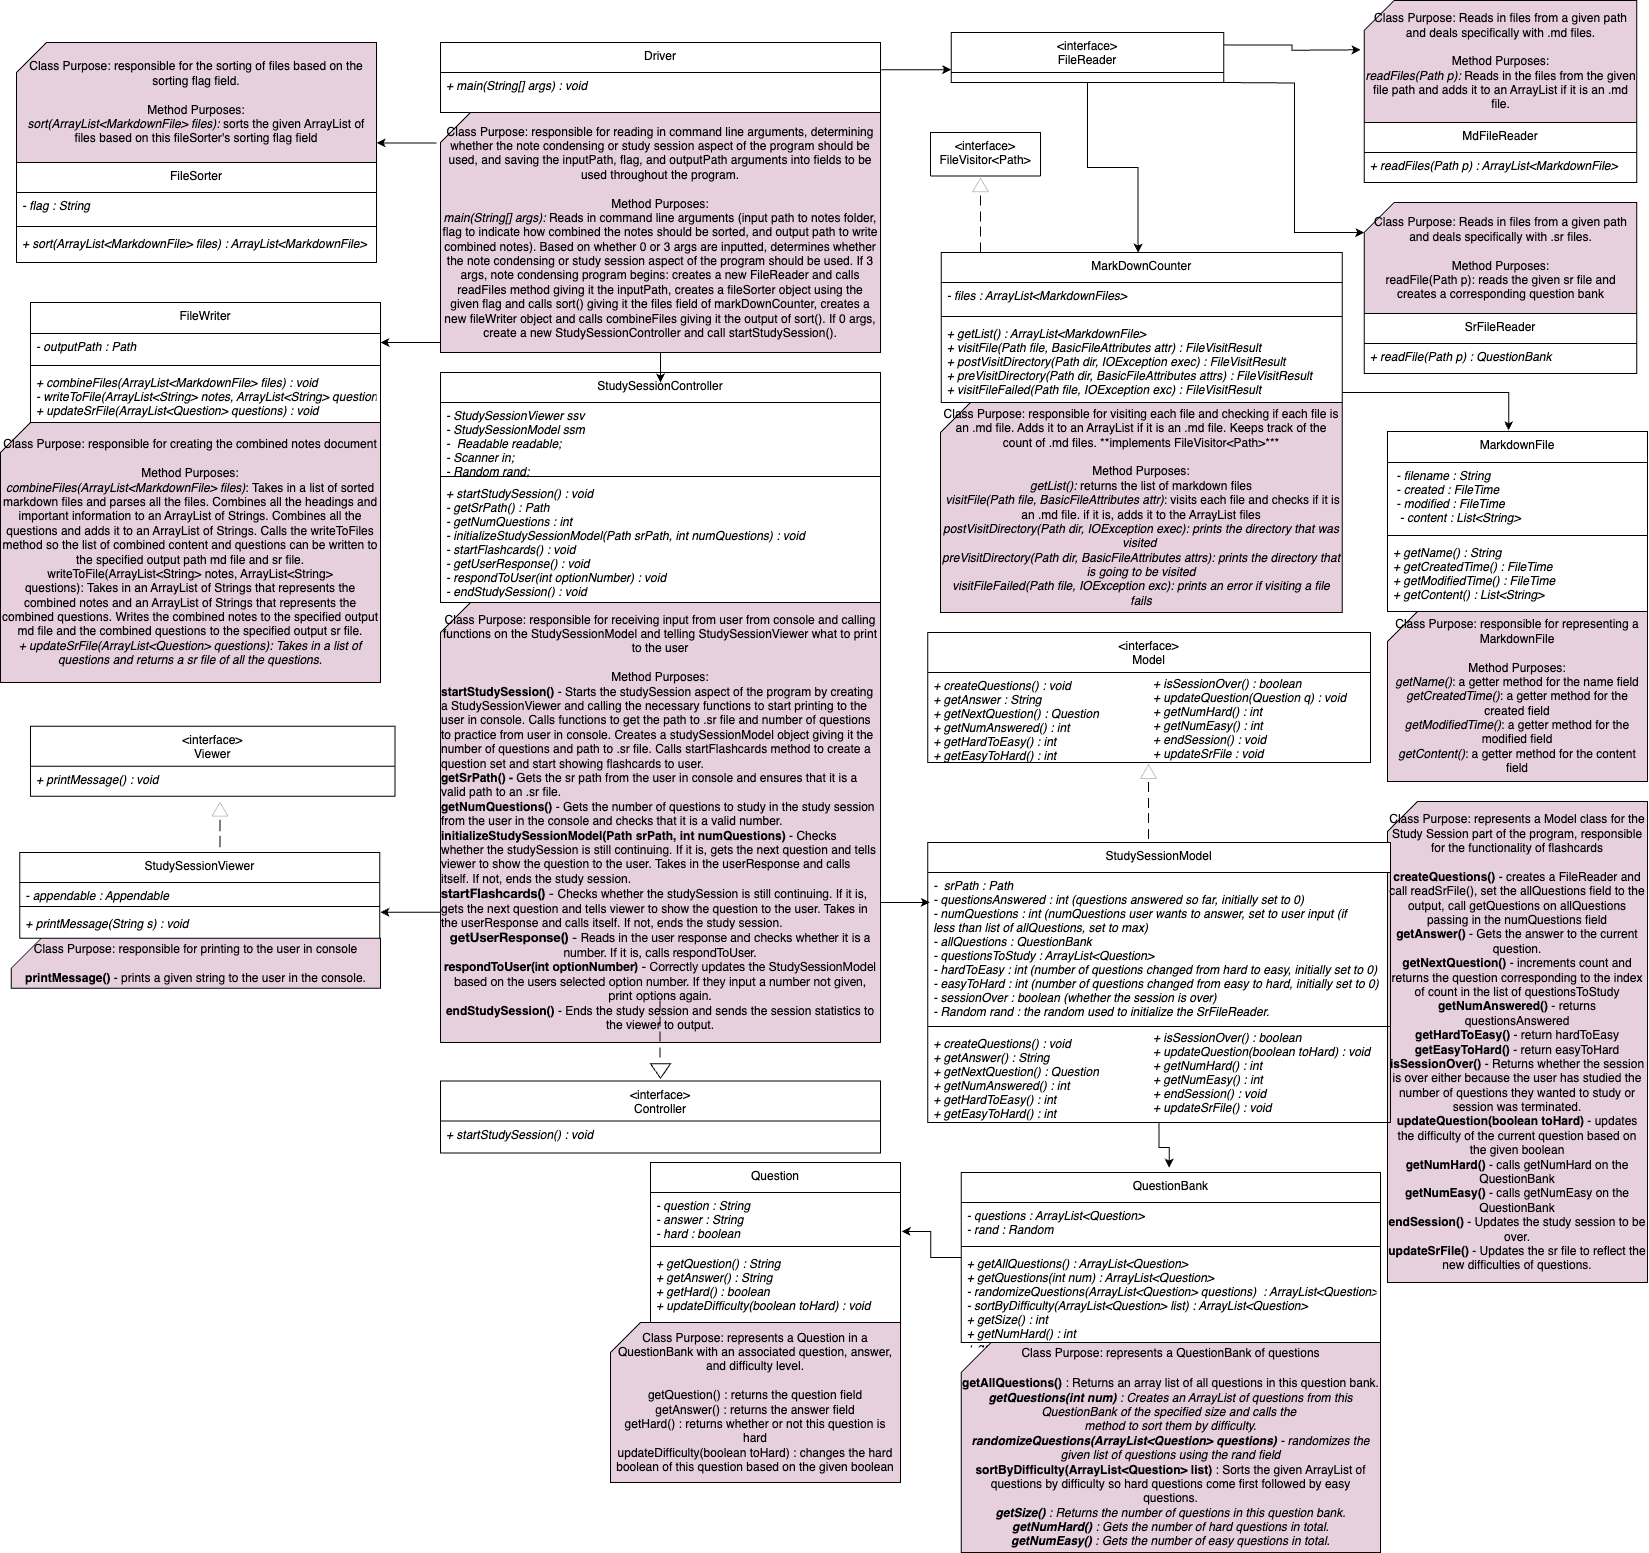 Class Purpose: responsible for the sorting of files based on the
sorting flag field.
Method Purposes:
sort(ArrayList<MarkdownFile> files): sorts the given ArrayList of
files based on this fileSorter's sorting flag field
FileSorter
- flag : String
+ sort(ArrayList<MarkdownFile> files) : ArrayList<MarkdownFile>
FileWriter
- outputPath : Path
+ combineFiles(ArrayList<MarkdownFile> files) : void
- writeToFile(ArrayList<String> notes, ArrayList<String> question
+ updateSrFile(ArrayList<Question> questions) : void
Class Purpose: responsible for creating the combined notes document
Method Purposes:
combineFiles(ArrayList<MarkdownFile> files): Takes in a list of sorted
markdown files and parses all the files. Combines all the headings and
important information to an ArrayList of Strings. Combines all the
questions and adds it to an ArrayList of Strings. Calls the writeToFiles
method so the list of combined content and questions can be written to
the specified output path md file and sr file.
writeToFile(ArrayList<String> notes, ArrayList<String>
questions): Takes in an ArrayList of Strings that represents the
combined notes and an ArrayList of Strings that represents the
combined questions. Writes the combined notes to the specified output
md file and the combined questions to the specified output sr file.
+ updateSrFile(ArrayList<Question> questions): Takes in a list of
questions and returns a sr file of all the questions.
<interface>
Viewer
+ printMessage() : void
StudySessionViewer
- appendable : Appendable
+ printMessage(String s) : void
Class Purpose: responsible for printing to the user in console
printMessage() - prints a given string to the user in the console.
Driver
+ main(String[] args) : void
Class Purpose: responsible for reading in command line arguments, determining
whether the note condensing or study session aspect of the program should be
used, and saving the inputPath, flag, and outputPath arguments into fields to be
used throughout the program.
Method Purposes:
main(String[] args): Reads in command line arguments (input path to notes folder,
flag to indicate how combined the notes should be sorted, and output path to write
combined notes). Based on whether 0 or 3 args are inputted, determines whether
the note condensing or study session aspect of the program should be used. If 3
args, note condensing program begins: creates a new FileReader and calls
readFiles method giving it the inputPath, creates a fileSorter object using the
given flag and calls sort() giving it the files field of markDownCounter, creates a
new fileWriter object and calls combineFiles giving it the output of sort(). If 0 args,
create a new StudySessionController and call startStudySession().
StudySessionController
- StudySessionViewer ssv
- StudySessionModel ssm
- Readable readable;
- Scanner in;
- Random rand;
+ startStudySession() : void
+ getSrPath() : Path
- getNumQuestions : int
- initializeStudySessionModel(Path srPath, int numQuestions) : void
- startFlashcards() : void
- getUserResponse() : void
- respondToUser(int optionNumber) : void
- endStudySession() : void
Class Purpose: responsible for receiving input from user from console and calling
functions on the StudySessionModel and telling StudySessionViewer what to print
to the user
Method Purposes:
startStudySession() - Starts the studySession aspect of the program by creating
a StudySessionViewer and calling the necessary functions to start printing to the
user in console. Calls functions to get the path to .sr file and number of questions
to practice from user in console. Creates a studySessionModel object giving it the
number of questions and path to .sr file. Calls startFlashcards method to create a
question set and start showing flashcards to user.
getSrPath() - Gets the sr path from the user in console and ensures that it is a
valid path to an .sr file.
getNumQuestions() - Gets the number of questions to study in the study session
from the user in the console and checks that it is a valid number.
initializeStudySessionModel(Path srPath, int numQuestions) - Checks
whether the studySession is still continuing. If it is, gets the next question and tells
viewer to show the question to the user. Takes in the userResponse and calls
itself. If not, ends the study session.
startFlashcards() - Checks whether the studySession is still continuing. If it is,
gets the next question and tells viewer to show the question to the user. Takes in
the userResponse and calls itself. If not, ends the study session.
getUserResponse() - Reads in the user response and checks whether it is a
number. If it is, calls respondToUser.
respondToUser(int optionNumber) - Correctly updates the StudySessionModel
based on the users selected option number. If they input a number not given,
print options again.
endStudySession() - Ends the study session and sends the session statistics to
the viewer to output.
<interface>
Controller
+ startStudySession() : void
<interface>
FileReader
<interface>
FileVisitor<Path>
MarkDownCounter
- files : ArrayList<MarkdownFiles>
+ getList() : ArrayList<MarkdownFile>
+ visitFile(Path file, BasicFileAttributes attr) : FileVisitResult
+ postVisitDirectory(Path dir, IOException exec) : FileVisitResult
+ preVisitDirectory(Path dir, BasicFileAttributes attrs) : FileVisitResult
+ visitFileFailed(Path file, IOException exc) : FileVisitResult
Class Purpose: responsible for visiting each file and checking if each file is
an .md file. Adds it to an ArrayList if it is an .md file. Keeps track of the
count of .md files. **implements FileVisitor<Path>***
Method Purposes:
getList(): returns the list of markdown files
visitFile(Path file, BasicFileAttributes attr): visits each file and checks if it is
an .md file. if it is, adds it to the ArrayList files
postVisitDirectory(Path dir, IOException exec): prints the directory that was
visited
preVisitDirectory(Path dir, BasicFileAttributes attrs): prints the directory that
is going to be visited
visitFileFailed(Path file, IOException exc): prints an error if visiting a file
fails
Class Purpose: Reads in files from a given path
and deals specifically with .md files.
Method Purposes:
readFiles(Path p): Reads in the files from the given
file path and adds it to an ArrayList if it is an .md
file.
MdFileReader
+ readFiles(Path p) : ArrayList<MarkdownFile>
Class Purpose: Reads in files from a given path
and deals specifically with .sr files.
Method Purposes:
readFile(Path p): reads the given sr file and
creates a corresponding question bank
SrFileReader
+ readFile(Path p) : QuestionBank
MarkdownFile
- filename : String
- created : FileTime
- modified : FileTime
- content : List<String>
+ getName() : String
+ getCreatedTime() : FileTime
+ getModifiedTime() : FileTime
+ getContent() : List<String>
Class Purpose: responsible for representing a
MarkdownFile
Method Purposes:
getName(): a getter method for the name field
getCreatedTime(): a getter method for the
created field
getModifiedTime(): a getter method for the
modified field
getContent(): a getter method for the content
field
<interface>
Model
+ createQuestions() : void
+ getAnswer : String
+ getNextQuestion() : Question
+ getNumAnswered() : int
+ getHardToEasy() : int
+ getEasyToHard() : int
+ isSessionOver() : boolean
+ updateQuestion(Question q) : void
+ getNumHard() : int
+ getNumEasy() : int
+ endSession() : void
+ updateSrFile : void
StudySessionModel
- srPath : Path
- questionsAnswered : int (questions answered so far, initially set to 0)
- numQuestions : int (numQuestions user wants to answer, set to user input (if
less than list of allQuestions, set to max)
- allQuestions : QuestionBank
- questionsToStudy : ArrayList<Question>
- hardToEasy : int (number of questions changed from hard to easy, initially set to 0)
- easyToHard : int (number of questions changed from easy to hard, initially set to 0)
- sessionOver : boolean (whether the session is over)
- Random rand : the random used to initialize the SrFileReader.
+ createQuestions() : void
+ getAnswer() : String
+ getNextQuestion() : Question
+ getNumAnswered() : int
+ getHardToEasy() : int
+ getEasyToHard() : int
+ isSessionOver() : boolean
+ updateQuestion(boolean toHard) : void
+ getNumHard() : int
+ getNumEasy() : int
+ endSession() : void
+ updateSrFile() : void
Class Purpose: represents a Model class for the
Study Session part of the program, responsible
for the functionality of flashcards
createQuestions() - creates a FileReader and
call readSrFile(), set the allQuestions field to the
output, call getQuestions on allQuestions
passing in the numQuestions field
getAnswer() - Gets the answer to the current
question.
getNextQuestion() - increments count and
returns the question corresponding to the index
of count in the list of questionsToStudy
getNumAnswered() - returns
questionsAnswered
getHardToEasy() - return hardToEasy
getEasyToHard() - return easyToHard
isSessionOver() - Returns whether the session
is over either because the user has studied the
number of questions they wanted to study or
session was terminated.
updateQuestion(boolean toHard) - updates
the difficulty of the current question based on
the given boolean
getNumHard() - calls getNumHard on the
QuestionBank
getNumEasy() - calls getNumEasy on the
QuestionBank
endSession() - Updates the study session to be
over.
updateSrFile() - Updates the sr file to reflect the
new difficulties of questions.
Question
- question : String
- answer : String
- hard : boolean
+ getQuestion() : String
+ getAnswer() : String
+ getHard() : boolean
+ updateDifficulty(boolean toHard) : void
Class Purpose: represents a Question in a
QuestionBank with an associated question, answer,
and difficulty level.
getQuestion() : returns the question field
getAnswer() : returns the answer field
getHard() : returns whether or not this question is
hard
updateDifficulty(boolean toHard) : changes the hard
boolean of this question based on the given boolean
QuestionBank
- questions : ArrayList<Question>
- rand : Random
+ getAllQuestions() : ArrayList<Question>
+ getQuestions(int num) : ArrayList<Question>
- randomizeQuestions(ArrayList<Question> questions) : ArrayList<Question>
- sortByDifficulty(ArrayList<Question> list) : ArrayList<Question>
+ getSize() : int
+ getNumHard() : int
Class Purpose: represents a QuestionBank of questions
getAllQuestions() : Returns an array list of all questions in this question bank.
getQuestions(int num) : Creates an ArrayList of questions from this
QuestionBank of the specified size and calls the
method to sort them by difficulty.
randomizeQuestions(ArrayList<Question> questions) - randomizes the
given list of questions using the rand field
sortByDifficulty(ArrayList<Question> list) : Sorts the given ArrayList of
questions by difficulty so hard questions come first followed by easy
questions.
getSize() : Returns the number of questions in this question bank.
getNumHard() : Gets the number of hard questions in total.
getNumEasy() : Gets the number of easy questions in total.